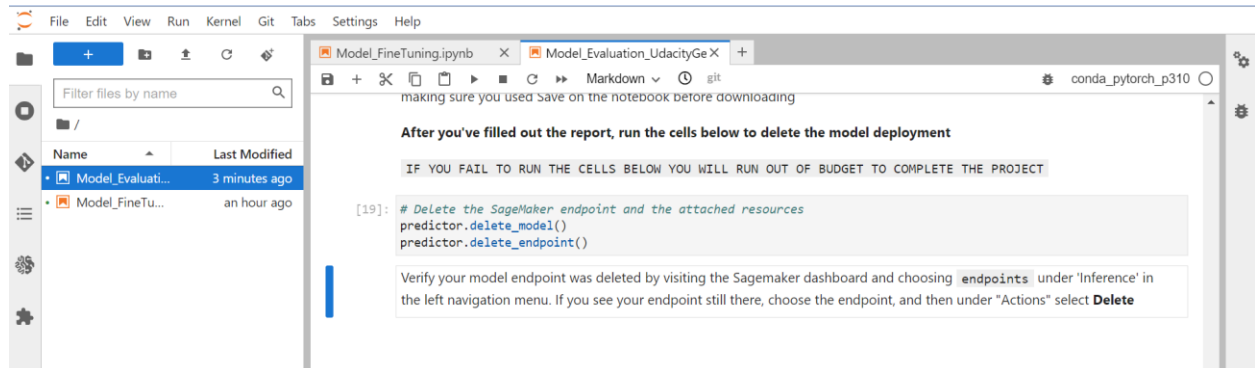 File Edit View Run Kernel Git Tabs Settings Help
Filter files by name
/
Name Last Modified
Model_Evaluati... 3 minutes ago
Model_FineTu... an hour ago
Model_FineTuning.ipynb
Model_Evaluation_UdacityGe
Markdown git conda_pytorch_p310
making sure you used Save on the notebook before downloading
After you've filled out the report, run the cells below to delete the model deployment
IF YOU FAIL TO RUN THE CELLS BELOW YOU WILL RUN OUT OF BUDGET TO COMPLETE THE PROJECT
[19]: # Delete the SageMaker endpoint and the attached resources
predictor.delete_model()
predictor.delete_endpoint()
Verify your model endpoint was deleted by visiting the Sagemaker dashboard and choosing endpoints under 'Inference' in
the left navigation menu. If you see your endpoint still there, choose the endpoint, and then under "Actions" select Delete